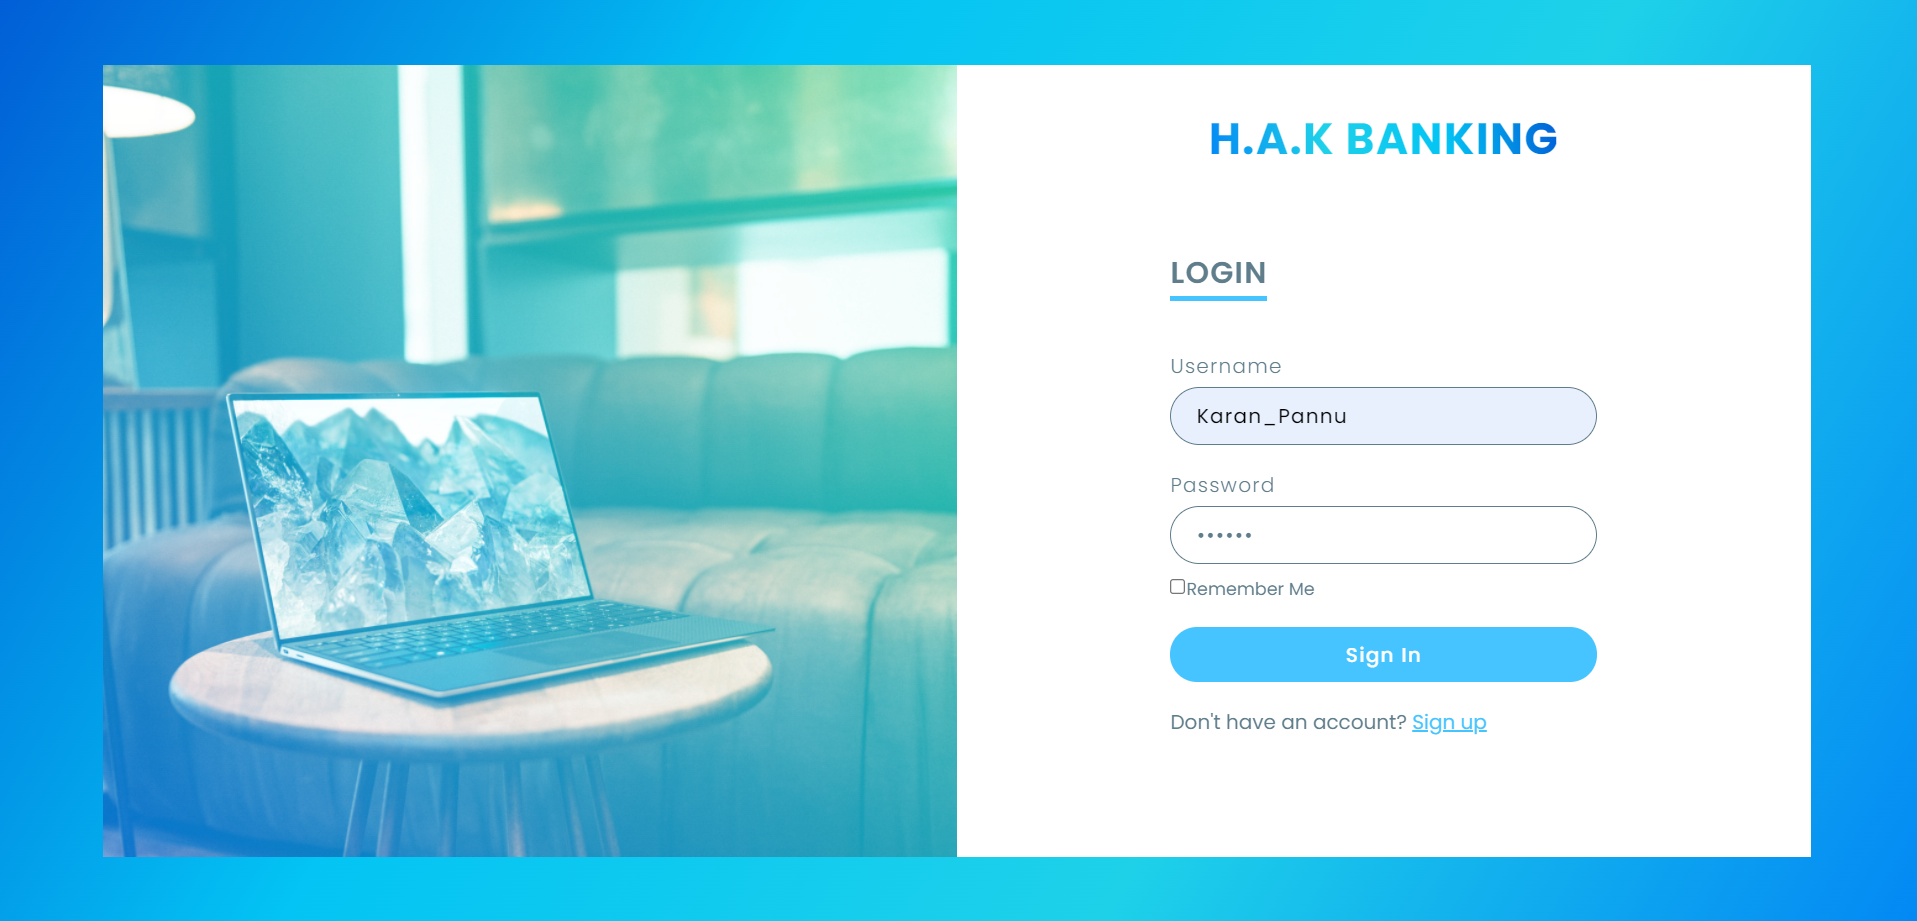 H.A.K BANKING
LOGIN
Username
Karan_Pannu
Password
••••••
Remember Me
Sign In
Don't have an account? Sign up